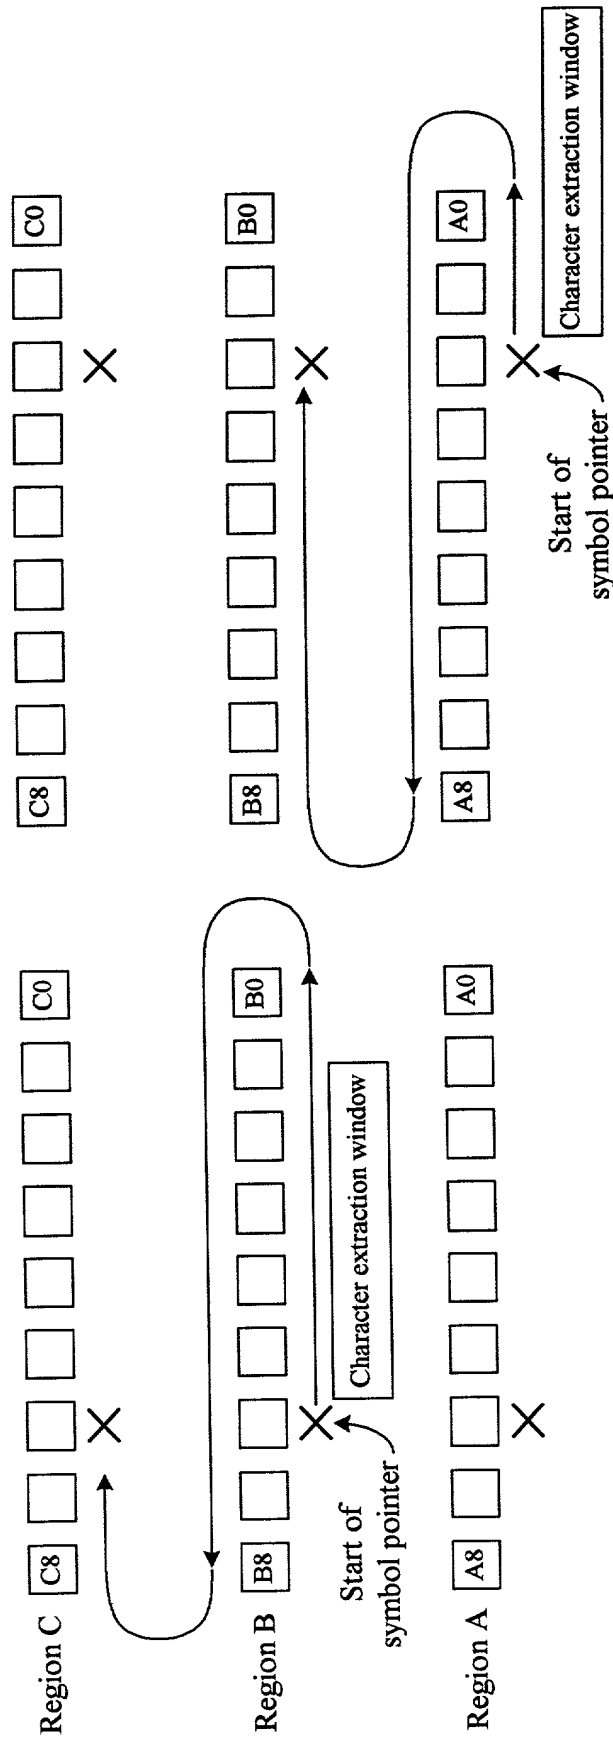 Region C
C8
C0
C8
C0
Region B
B8
B0
B8
B0
Character extraction window
Start of
symbol pointer
Region A
A8
A0
A8
A0
Start of
symbol pointer
Character extraction window